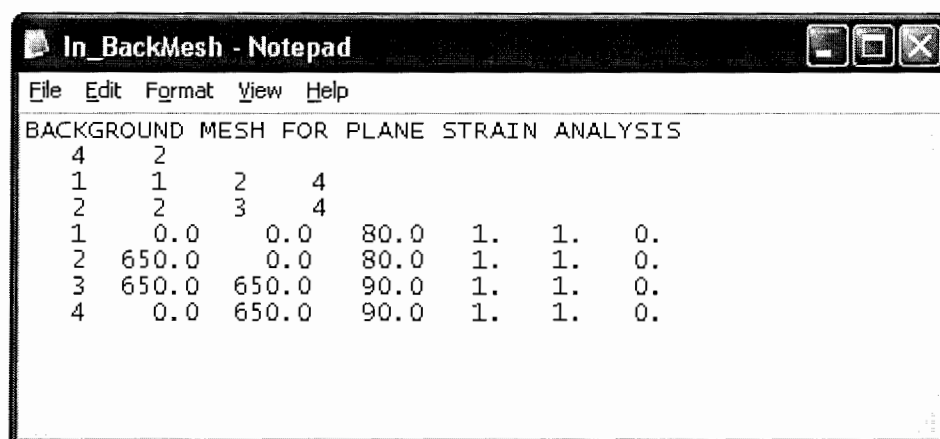 In_BackMesh - Notepad
File Edit Format View Help
BACKGROUND MESH FOR PLANE STRAIN ANALYSIS
4 2
1 1 2 4
2 2 3 4
1 0.0 0.0 80.0 1. 1. 0.
2 650.0 0.0 80.0 1. 1. 0.
3 650.0 650.0 90.0 1. 1. 0.
4 0.0 650.0 90.0 1. 1. 0.